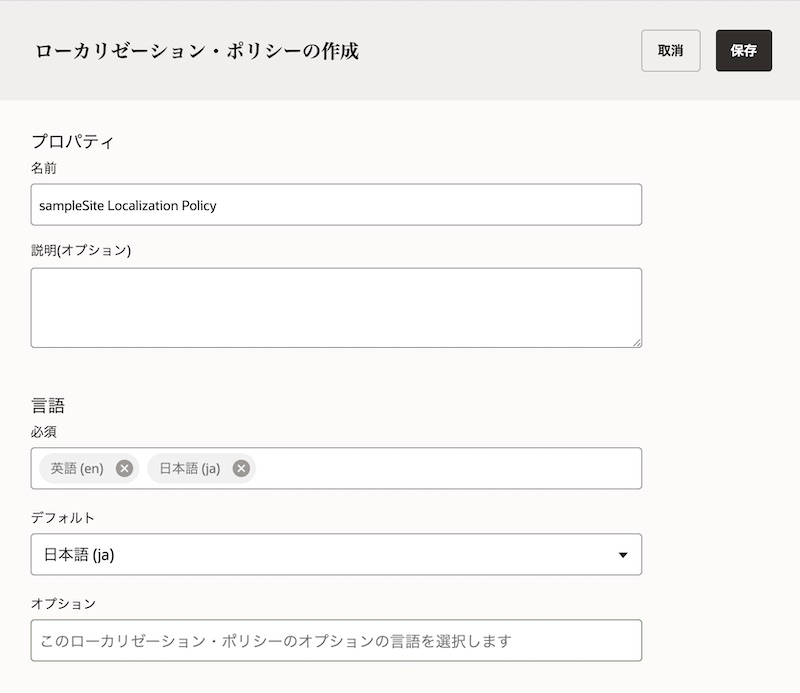 ローカリゼーション・ポリシーの作成
取消
保存
プロパティ
名前
sampleSite Localization Policy
説明(オプション)
言語
必須
英語 (en)
日本語 (ja)
デフォルト
日本語 (ja)
オプション
このローカリゼーション・ポリシーのオプションの言語を選択します